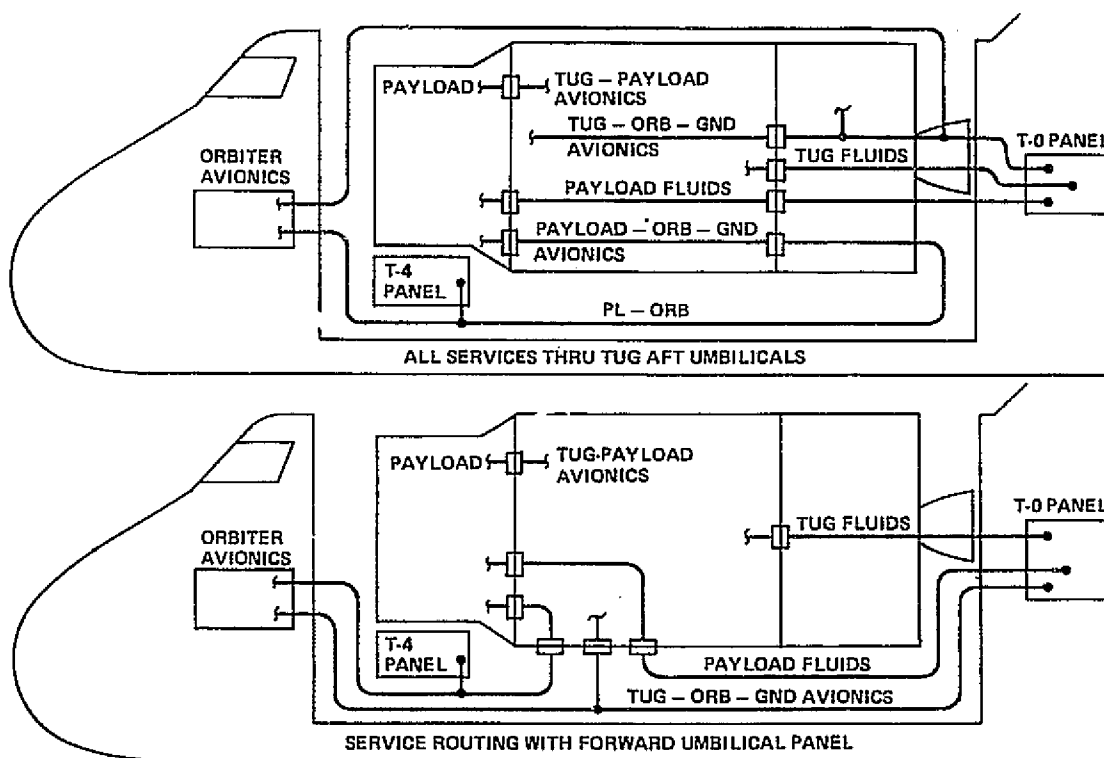 PAYLOAD
TUG – PAYLOAD
AVIONICS
TUG – ORB – GND
AVIONICS
T-0 PANEL
TUG FLUIDS
ORBITER
AVIONICS
PAYLOAD FLUIDS
PAYLOAD – ORB – GND
AVIONICS
T-4
PANEL
PL – ORB
ALL SERVICES THRU TUG AFT UMBILICALS
PAYLOAD
TUG-PAYLOAD
AVIONICS
T-0 PANEL
TUG FLUIDS
ORBITER
AVIONICS
T-4
PANEL
PAYLOAD FLUIDS
TUG – ORB – GND AVIONICS
SERVICE ROUTING WITH FORWARD UMBILICAL PANEL